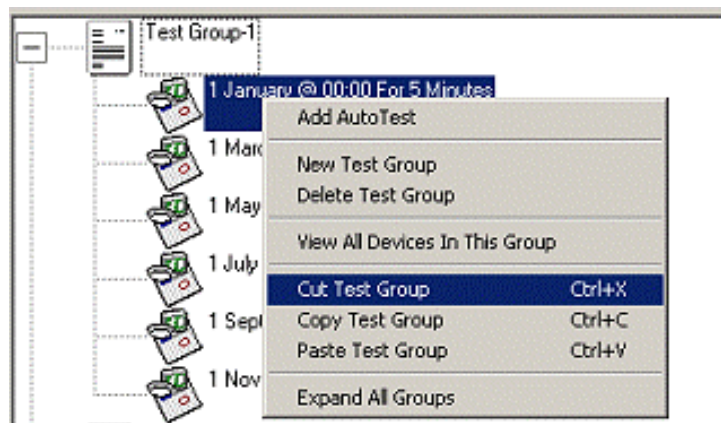 Test Group-1
1 January @ 00:00 For 5 Minutes
Add AutoTest
1 Marc
New Test Group
Delete Test Group
1 May
View All Devices In This Group
1 July
Cut Test Group Ctrl+X
1 Sept
Copy Test Group Ctrl+C
Paste Test Group Ctrl+V
1 Nov
Expand All Groups